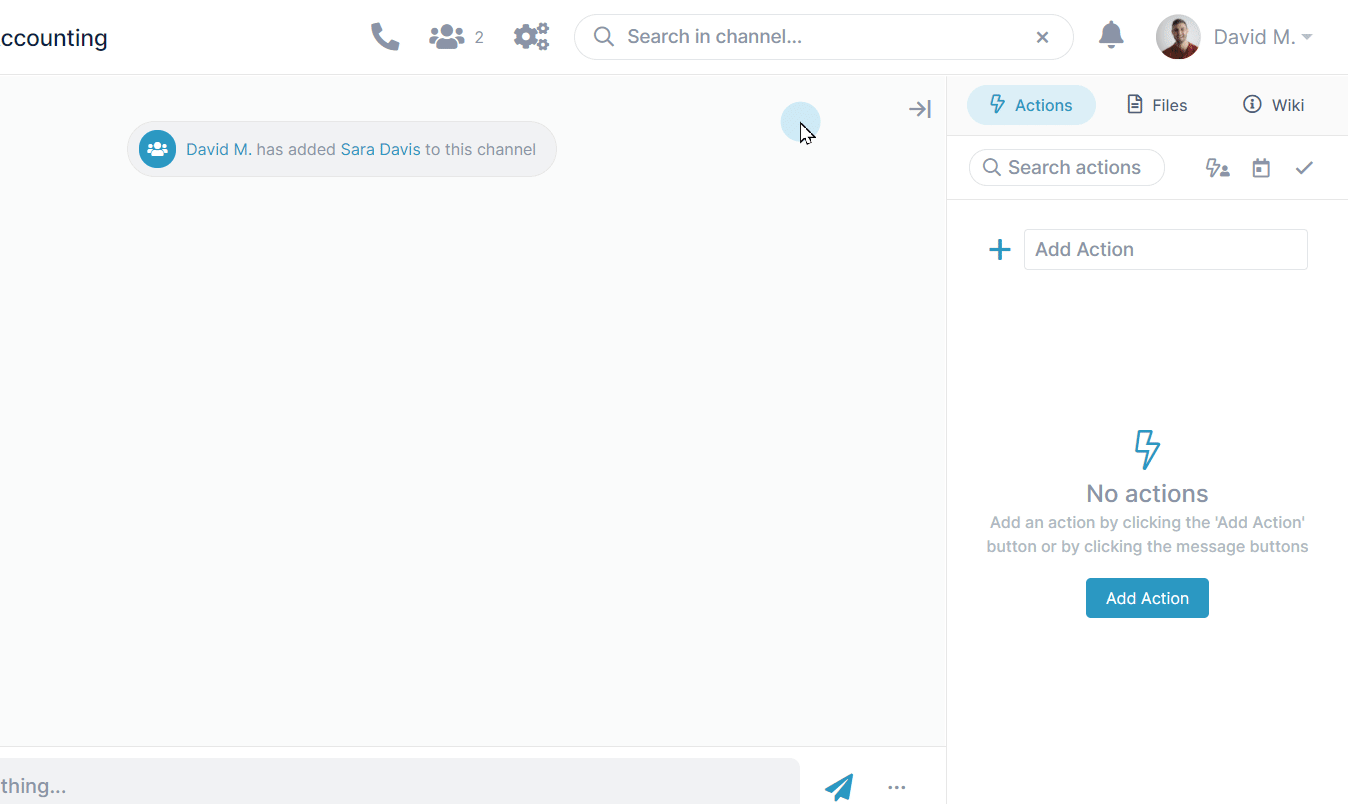 ccounting
2
Search in channel...
David M.
Actions
Files
Wiki
David M. has added Sara Davis to this channel
Search actions
Add Action
No actions
Add an action by clicking the 'Add Action'
button or by clicking the message buttons
Add Action
thing...